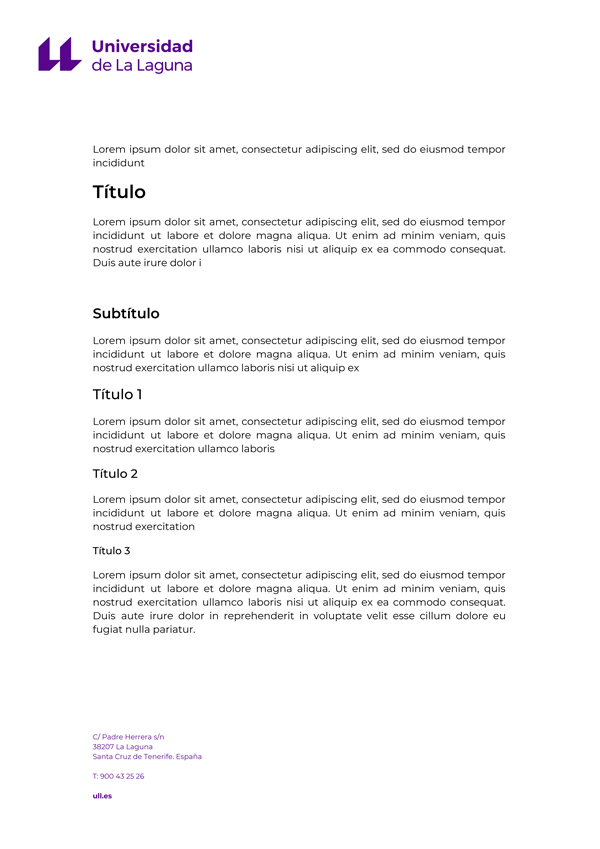 Universidad
de La Laguna
Lorem ipsum dolor sit amet, consectetur adipiscing elit, sed do eiusmod tempor
incididunt
Título
Lorem ipsum dolor sit amet, consectetur adipiscing elit, sed do eiusmod tempor
incididunt ut labore et dolore magna aliqua. Ut enim ad minim veniam, quis
nostrud exercitation ullamco laboris nisi ut aliquip ex ea commodo consequat.
Duis aute irure dolor i
Subtítulo
Lorem ipsum dolor sit amet, consectetur adipiscing elit, sed do eiusmod tempor
incididunt ut labore et dolore magna aliqua. Ut enim ad minim veniam, quis
nostrud exercitation ullamco laboris nisi ut aliquip ex
Título 1
Lorem ipsum dolor sit amet, consectetur adipiscing elit, sed do eiusmod tempor
incididunt ut labore et dolore magna aliqua. Ut enim ad minim veniam, quis
nostrud exercitation ullamco laboris
Título 2
Lorem ipsum dolor sit amet, consectetur adipiscing elit, sed do eiusmod tempor
incididunt ut labore et dolore magna aliqua. Ut enim ad minim veniam, quis
nostrud exercitation
Título 3
Lorem ipsum dolor sit amet, consectetur adipiscing elit, sed do eiusmod tempor
incididunt ut labore et dolore magna aliqua. Ut enim ad minim veniam, quis
nostrud exercitation ullamco laboris nisi ut aliquip ex ea commodo consequat.
Duis aute irure dolor in reprehenderit in voluptate velit esse cillum dolore eu
fugiat nulla pariatur.
C/ Padre Herrera s/n
38207 La Laguna
Santa Cruz de Tenerife. España
T: 900 43 25 26
ull.es